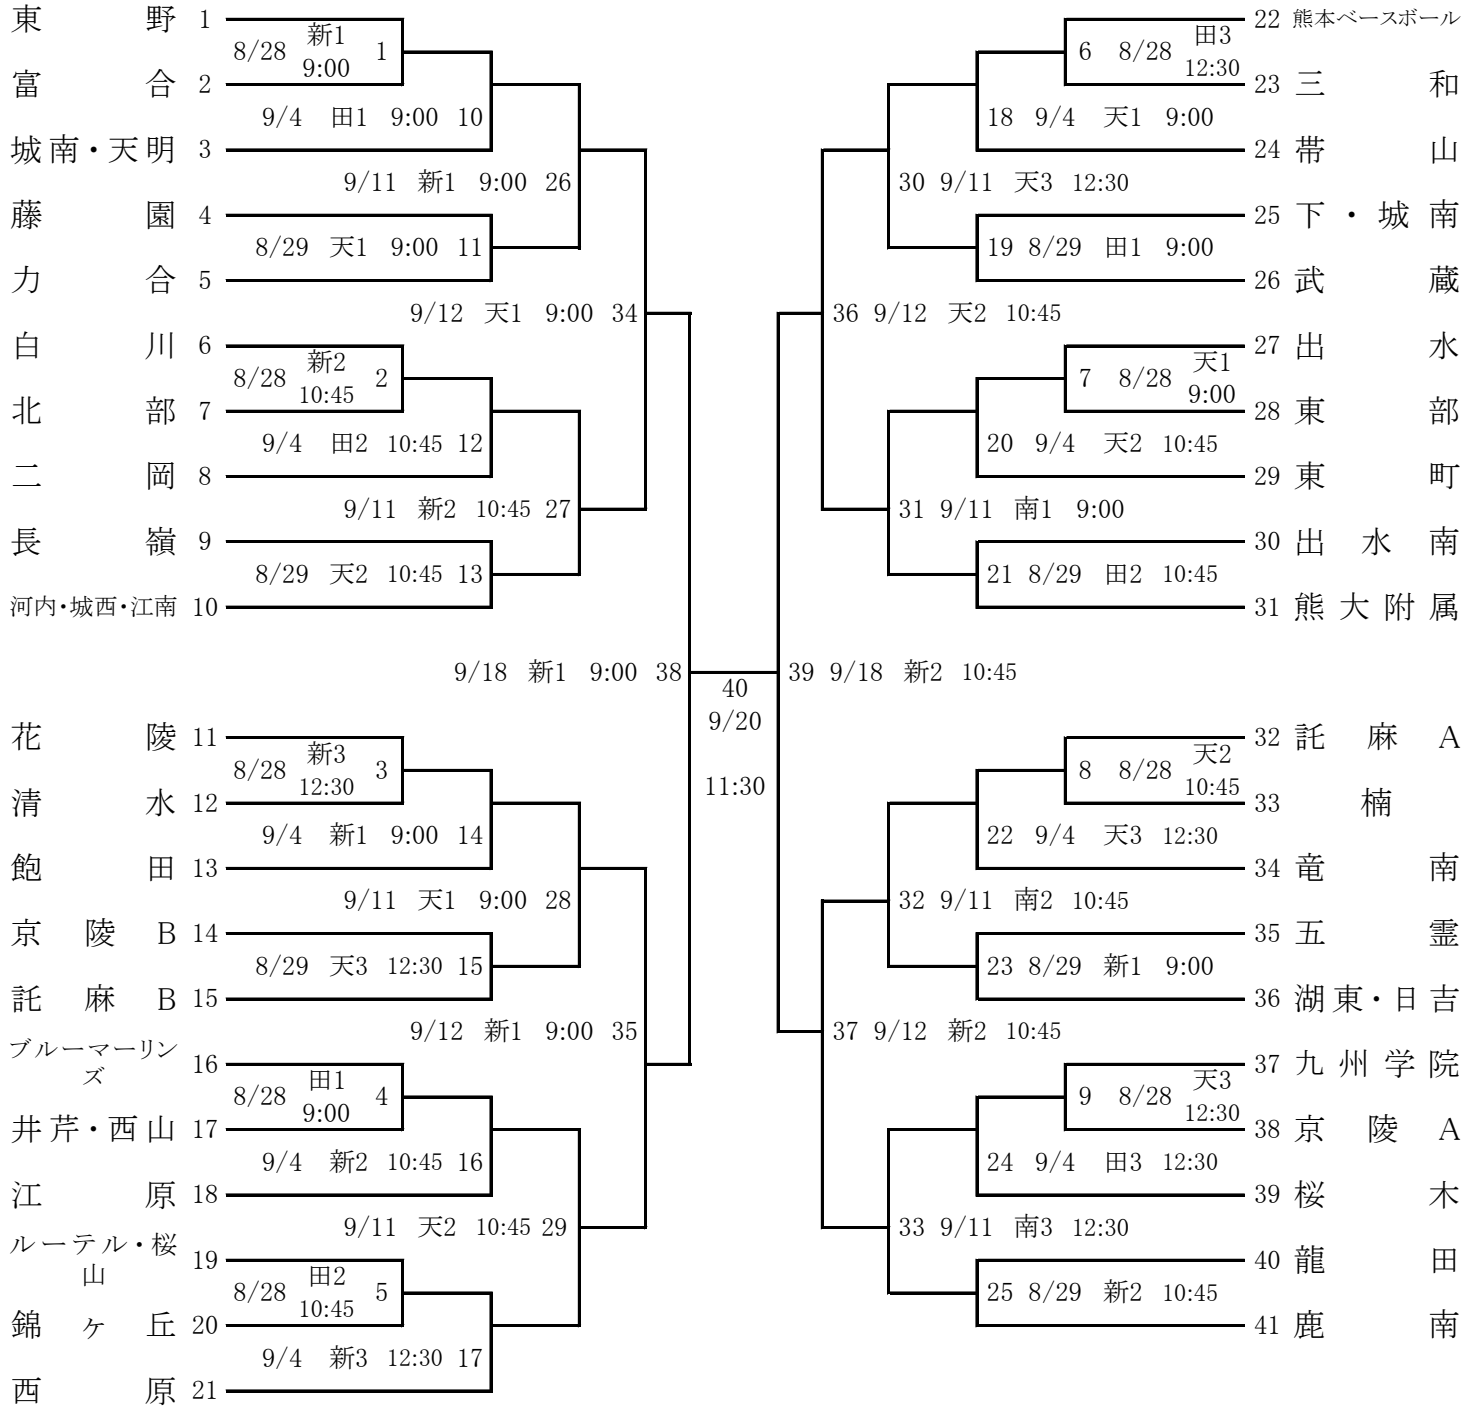 東野 1
8/28 新1 9:00 1
富合 2
9/4 田1 9:00 10
城南・天明 3
9/11 新1 9:00 26
藤園 4
8/29 天1 9:00 11
力合 5
9/12 天1 9:00 34
白川 6
8/28 新2 10:45 2
北部 7
9/4 田2 10:45 12
二岡 8
9/11 新2 10:45 27
長嶺 9
8/29 天2 10:45 13
河内・城西・江南 10
9/18 新1 9:00 38
花陵 11
8/28 新3 12:30 3
清水 12
9/4 新1 9:00 14
飽田 13
9/11 天1 9:00 28
京陵B 14
8/29 天3 12:30 15
託麻B 15
9/12 新1 9:00 35
ブルーマーリン
ズ
16
8/28 田1 9:00 4
井芹・西山 17
9/4 新2 10:45 16
江原 18
9/11 天2 10:45 29
ルーテル・桜
山
19
8/28 田2 10:45 5
錦ヶ丘 20
9/4 新3 12:30 17
西原 21
40
9/20
11:30
22 熊本ベースボール
6 8/28 田3 12:30
23 三和
18 9/4 天1 9:00
24 帯山
30 9/11 天3 12:30
25 下・城南
19 8/29 田1 9:00
26 武蔵
36 9/12 天2 10:45
27 出水
7 8/28 天1 9:00
28 東部
20 9/4 天2 10:45
29 東町
31 9/11 南1 9:00
30 出水南
21 8/29 田2 10:45
31 熊大附属
39 9/18 新2 10:45
32 託麻A
8 8/28 天2 10:45
33 楠
22 9/4 天3 12:30
34 竜南
32 9/11 南2 10:45
35 五霊
23 8/29 新1 9:00
36 湖東・日吉
37 9/12 新2 10:45
37 九州学院
9 8/28 天3 12:30
38 京陵A
24 9/4 田3 12:30
39 桜木
33 9/11 南3 12:30
40 龍田
25 8/29 新2 10:45
41 鹿南